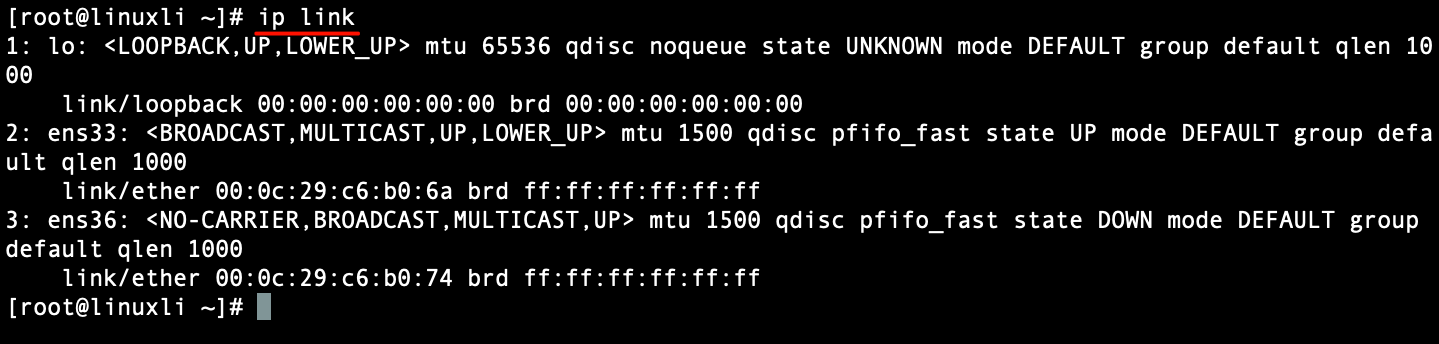 [root@linuxli ~]# ip link
1: lo: <LOOPBACK,UP,LOWER_UP> mtu 65536 qdisc noqueue state UNKNOWN mode DEFAULT group default qlen 10
00
    link/loopback 00:00:00:00:00:00 brd 00:00:00:00:00:00
2: ens33: <BROADCAST,MULTICAST,UP,LOWER_UP> mtu 1500 qdisc pfifo_fast state UP mode DEFAULT group defa
ult qlen 1000
    link/ether 00:0c:29:c6:b0:6a brd ff:ff:ff:ff:ff:ff
3: ens36: <NO-CARRIER,BROADCAST,MULTICAST,UP> mtu 1500 qdisc pfifo_fast state DOWN mode DEFAULT group
default qlen 1000
    link/ether 00:0c:29:c6:b0:74 brd ff:ff:ff:ff:ff:ff
[root@linuxli ~]#